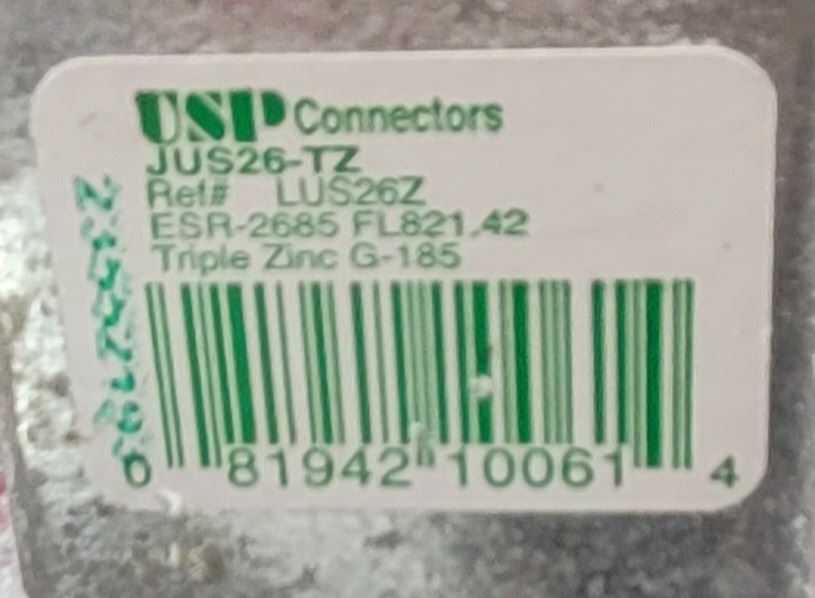 USP Connectors
JUS26-TZ
Ref# LUS26Z
ESR-2685 FL821.42
Triple Zinc G-185
0 81942 10061 4